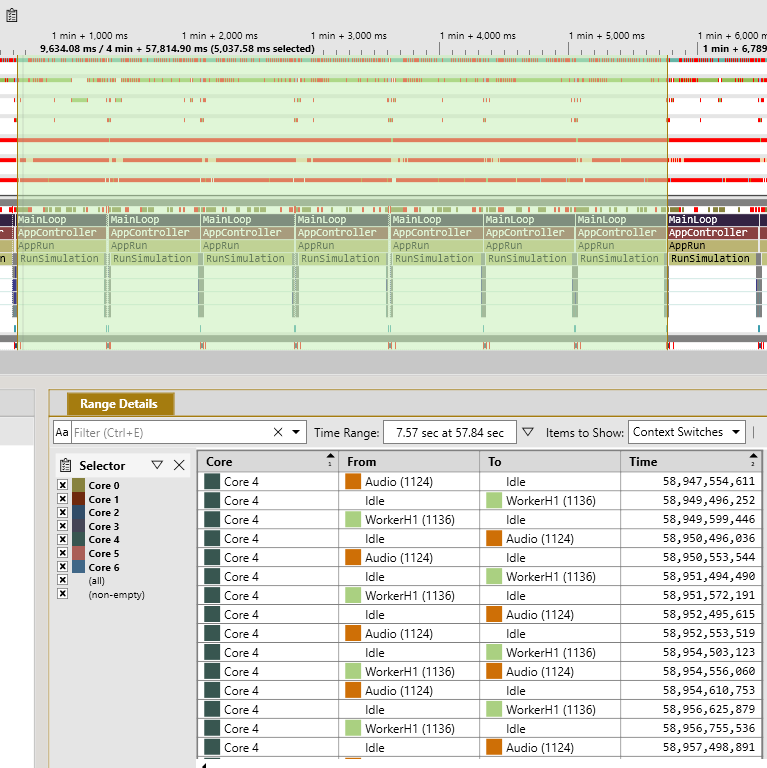 1 min + 1,000 ms 1 min + 2,000 ms 1 min + 3,000 ms 1 min + 4,000 ms 1 min + 5,000 ms 1 min + 6,000
9,634.08 ms / 4 min + 57,814.90 ms (5,037.58 ms selected) 1 min + 6,789
MainLoop MainLoop MainLoop MainLoop MainLoop MainLoop MainLoop MainLoop
r AppController AppController AppController AppController AppController AppController AppController AppController
AppRun AppRun AppRun AppRun AppRun AppRun AppRun AppRun
n RunSimulation RunSimulation RunSimulation RunSimulation RunSimulation RunSimulation RunSimulation RunSimulation
Range Details
Aa Filter (Ctrl+E) Time Range: 7.57 sec at 57.84 sec Items to Show: Context Switches
Selector
Core 0
Core 1
Core 2
Core 3
Core 4
Core 5
Core 6
(all)
(non-empty)
Core 1 From To Time 2
Core 4 Audio (1124) Idle 58,947,554,611
Core 4 Idle WorkerH1 (1136) 58,949,496,252
Core 4 WorkerH1 (1136) Idle 58,949,599,446
Core 4 Idle Audio (1124) 58,950,496,036
Core 4 Audio (1124) Idle 58,950,553,544
Core 4 Idle WorkerH1 (1136) 58,951,494,490
Core 4 WorkerH1 (1136) Idle 58,951,572,191
Core 4 Idle Audio (1124) 58,952,495,615
Core 4 Audio (1124) Idle 58,952,553,519
Core 4 Idle WorkerH1 (1136) 58,954,503,123
Core 4 WorkerH1 (1136) Audio (1124) 58,954,556,060
Core 4 Audio (1124) Idle 58,954,610,753
Core 4 Idle WorkerH1 (1136) 58,956,625,879
Core 4 WorkerH1 (1136) Idle 58,956,755,536
Core 4 Idle Audio (1124) 58,957,498,891